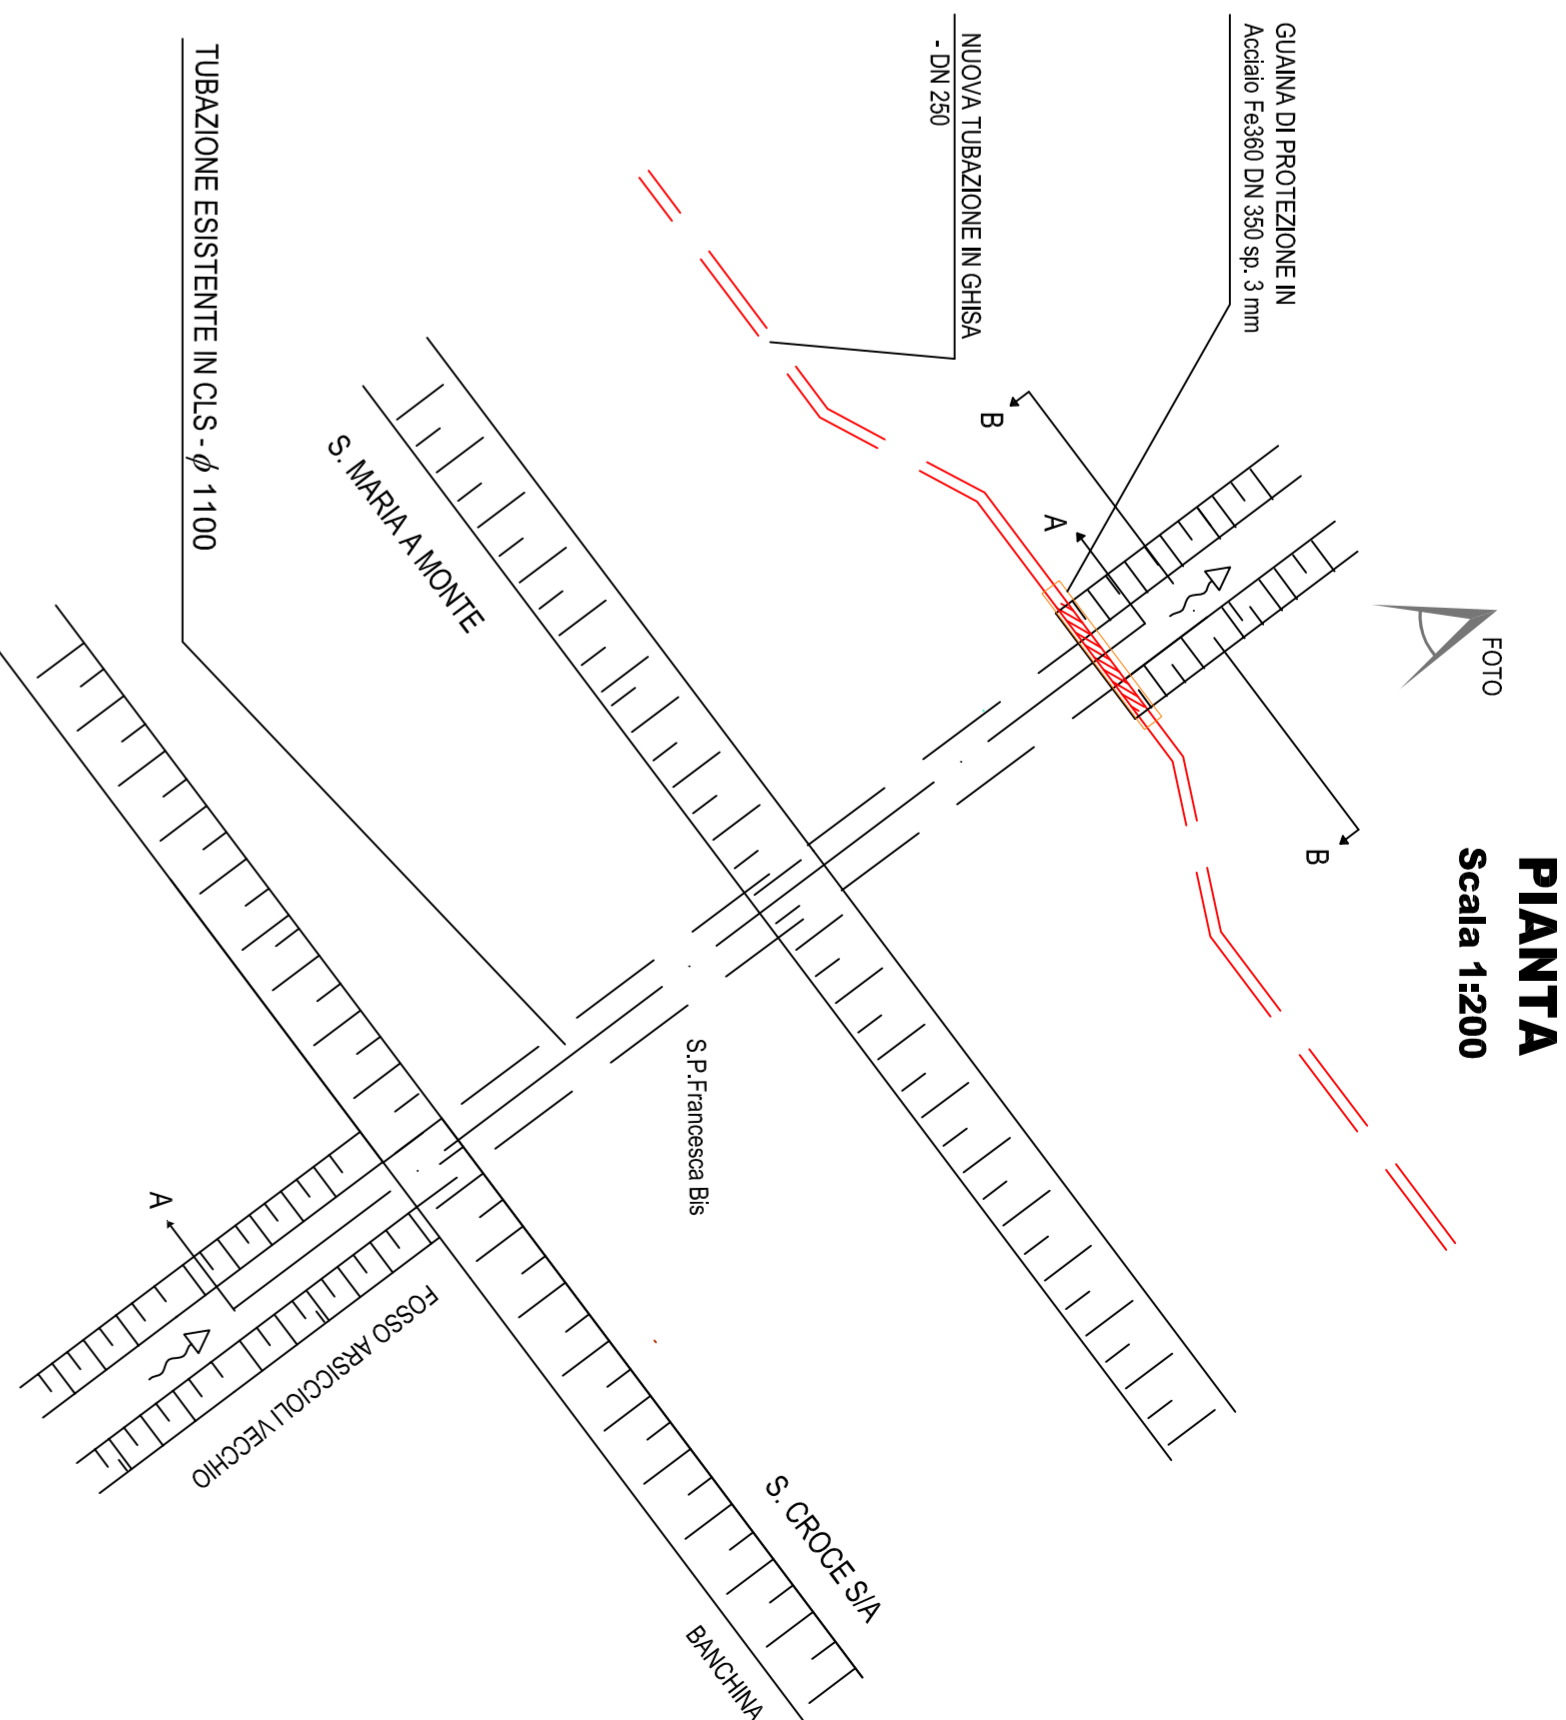 PIANTA
Scala 1:200
FOTO
GUAINA DI PROTEZIONE IN
Acciaio Fe360 DN 350 sp. 3 mm
NUOVA TUBAZIONE IN GHISA
- DN 250
B
A
B
S. MARIA A MONTE
TUBAZIONE ESISTENTE IN CLS - ϕ 1100
S.P.Francesca Bis
A
FOSSO ARSICCIOLI VECCHIO
S. CROCE S/A
BANCHINA